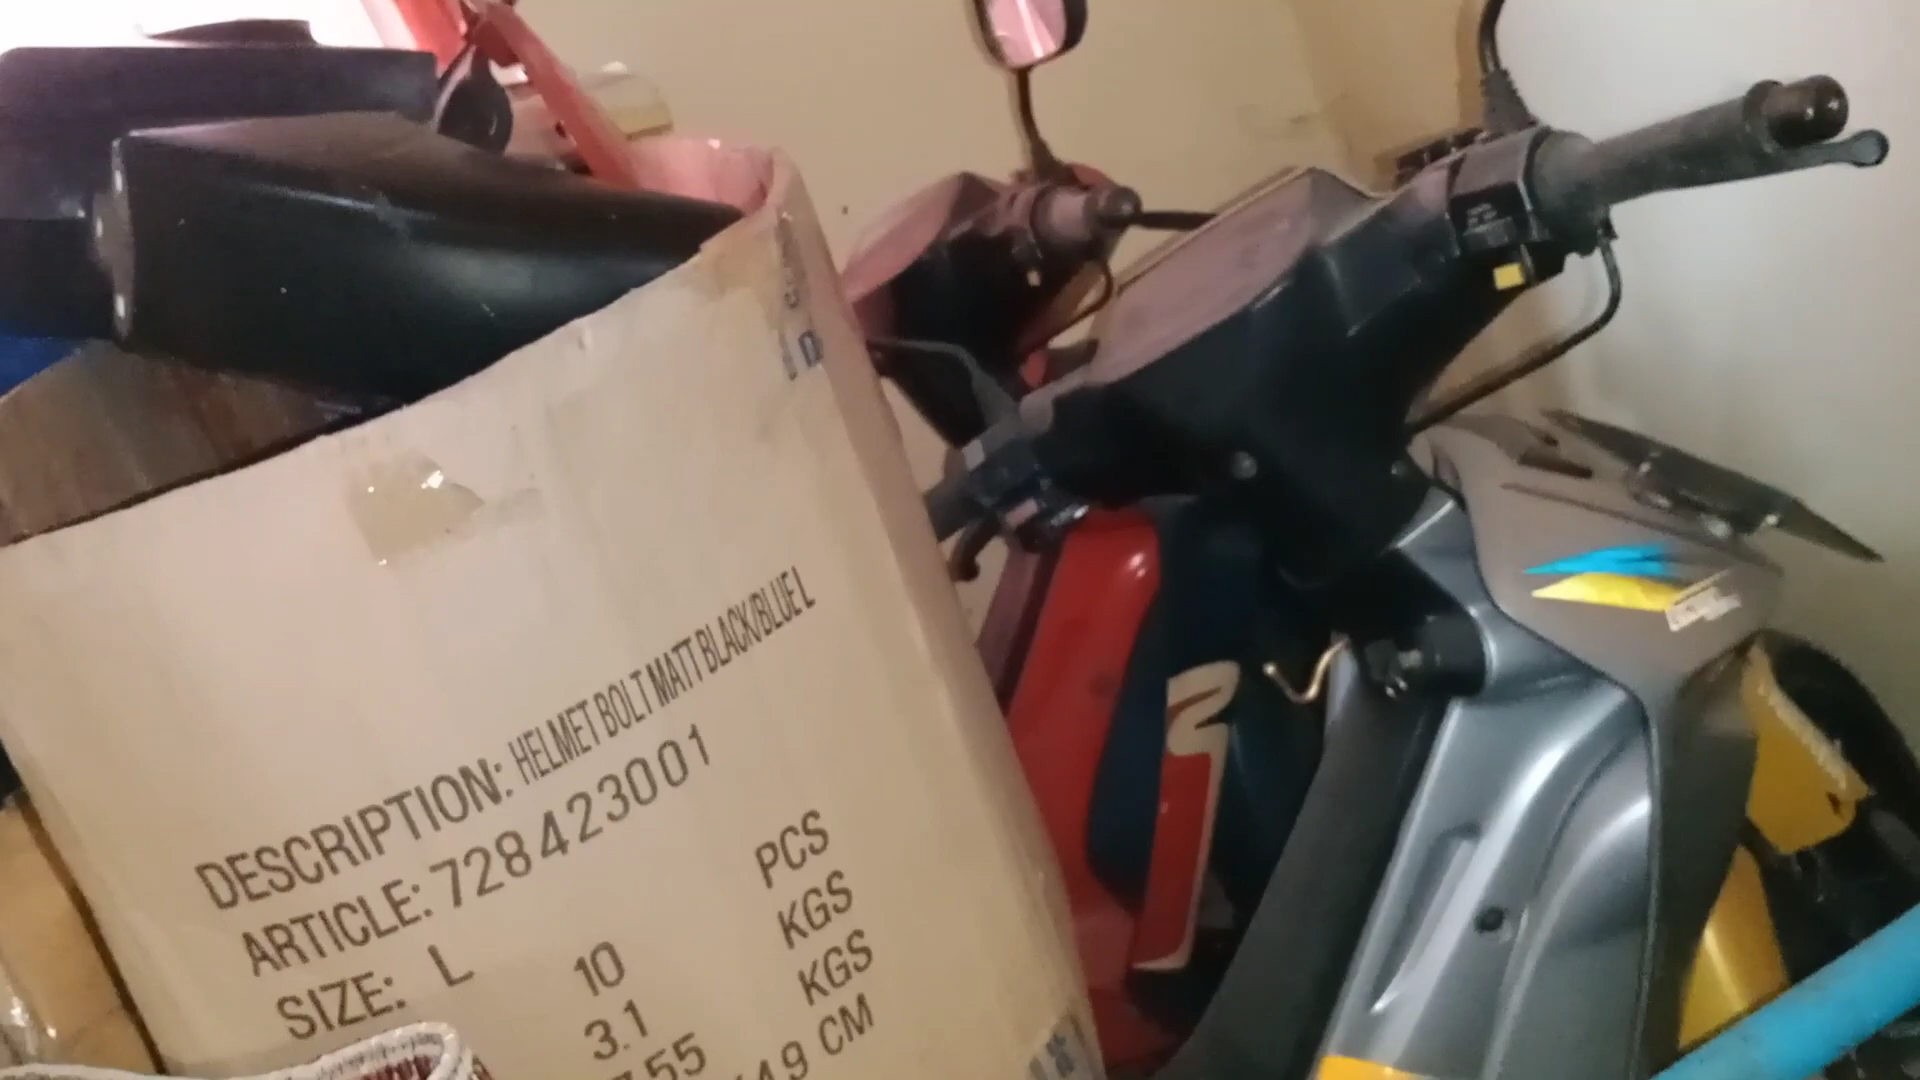 DESCRIPTION: HELMET BOLT MATT BLACK/BLUE L
ARTICLE: 728423001
SIZE: L
10 PCS
3.1 KGS
KGS
CM